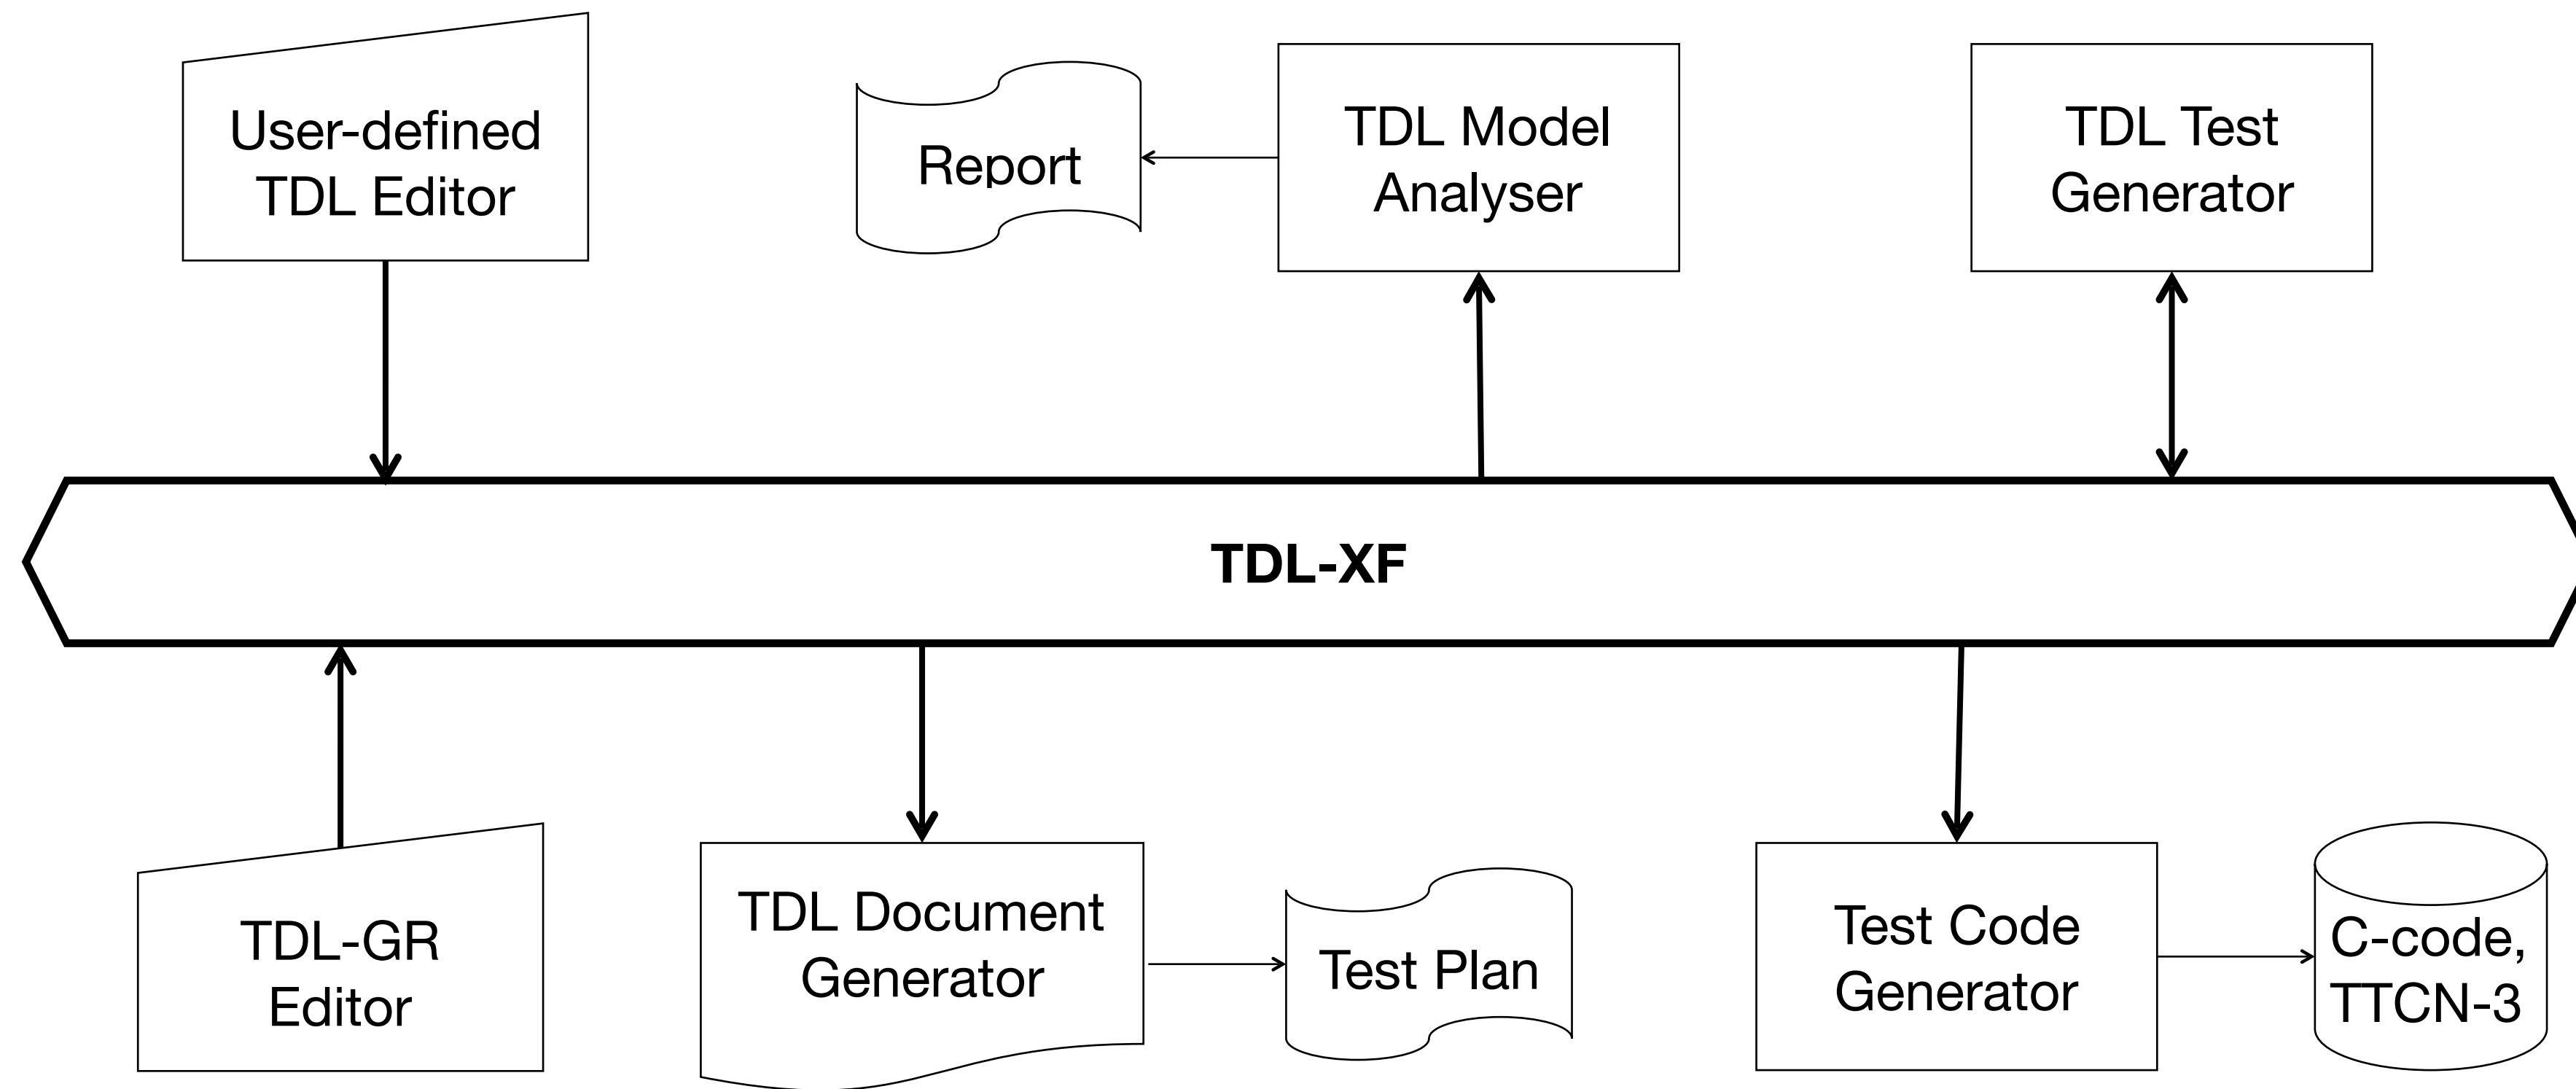 User-defined
TDL Editor
Report
TDL Model
Analyser
TDL Test
Generator
TDL-XF
TDL-GR
Editor
TDL Document
Generator
Test Plan
Test Code
Generator
C-code,
TTCN-3